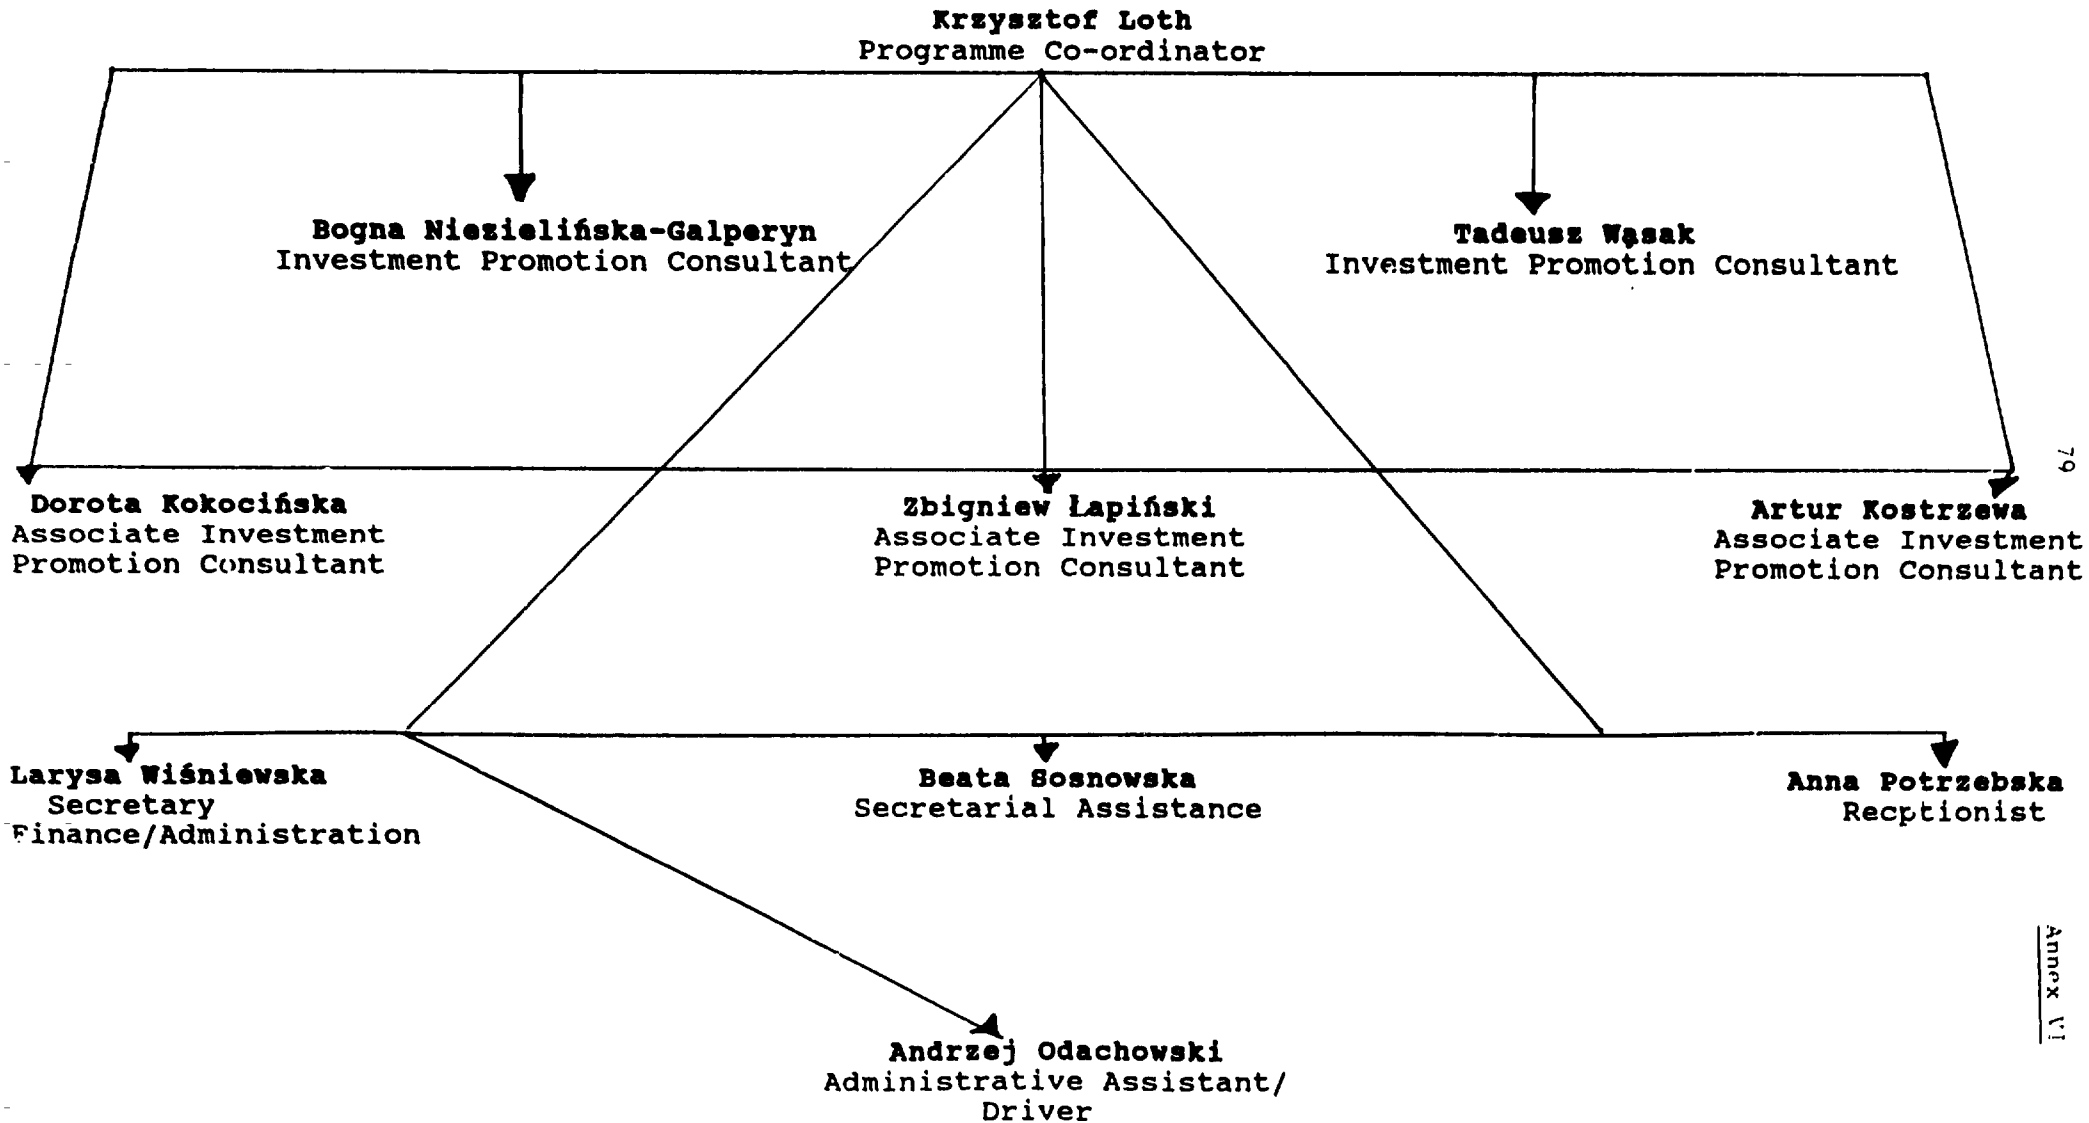 Krzysztof Loth
Programme Co-ordinator
Bogna Niezielińska-Galperyn
Investment Promotion Consultant
Tadeusz Wąsak
Investment Promotion Consultant
79
Dorota Kokocińska
Associate Investment
Promotion Consultant
Zbigniew Łapiński
Associate Investment
Promotion Consultant
Artur Kostrzewa
Associate Investment
Promotion Consultant
Larysa Wiśniewska
Secretary
Finance/Administration
Beata Sosnowska
Secretarial Assistance
Anna Potrzebska
Recptionist
Annex VI
Andrzej Odachowski
Administrative Assistant/
Driver